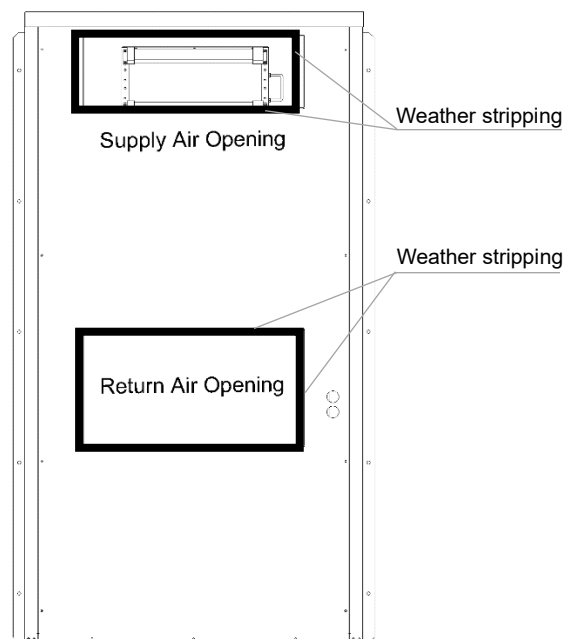 Weather stripping
Supply Air Opening
Weather stripping
Return Air Opening